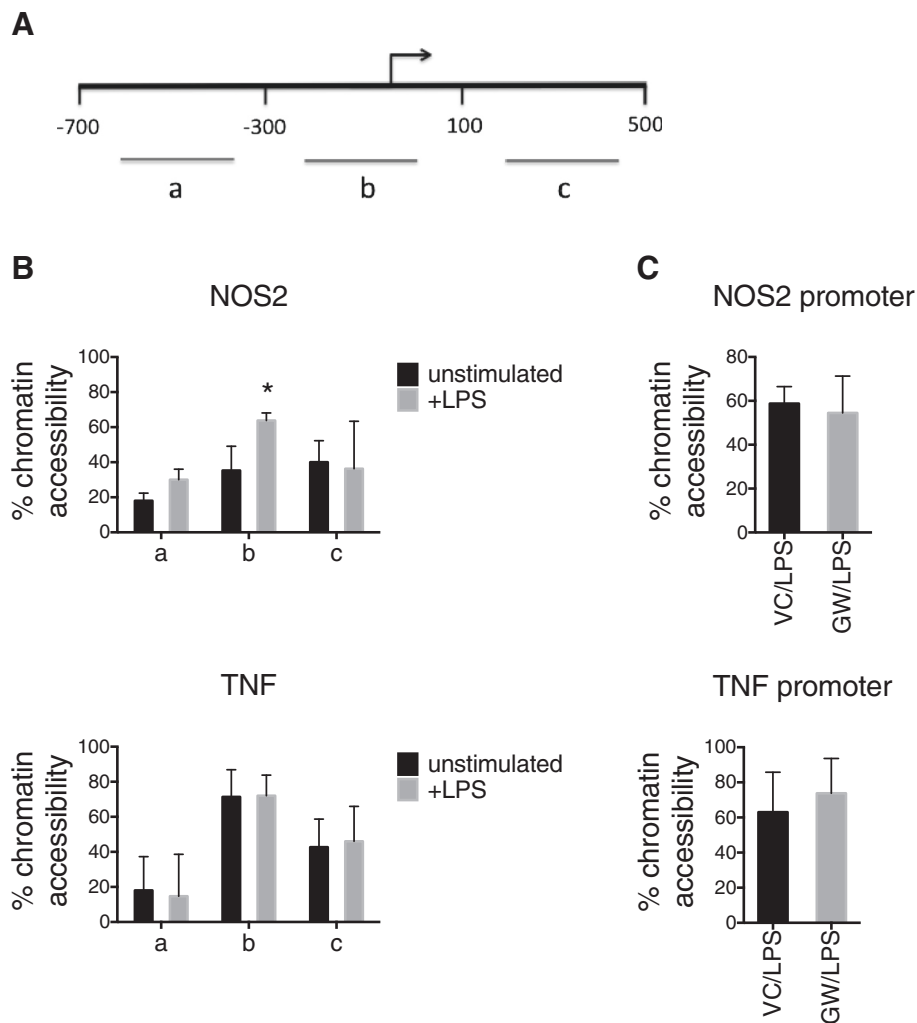 A
-700 -300 100 500
a b c
B
NOS2
% chromatin
accessibility
100
80
60
40
20
0
a b c
unstimulated
+LPS
C
NOS2 promoter
% chromatin
accessibility
80
60
40
20
0
VC/LPS
GW/LPS
*
TNF
% chromatin
accessibility
100
80
60
40
20
0
a b c
unstimulated
+LPS
TNF promoter
% chromatin
accessibility
100
80
60
40
20
0
VC/LPS
GW/LPS